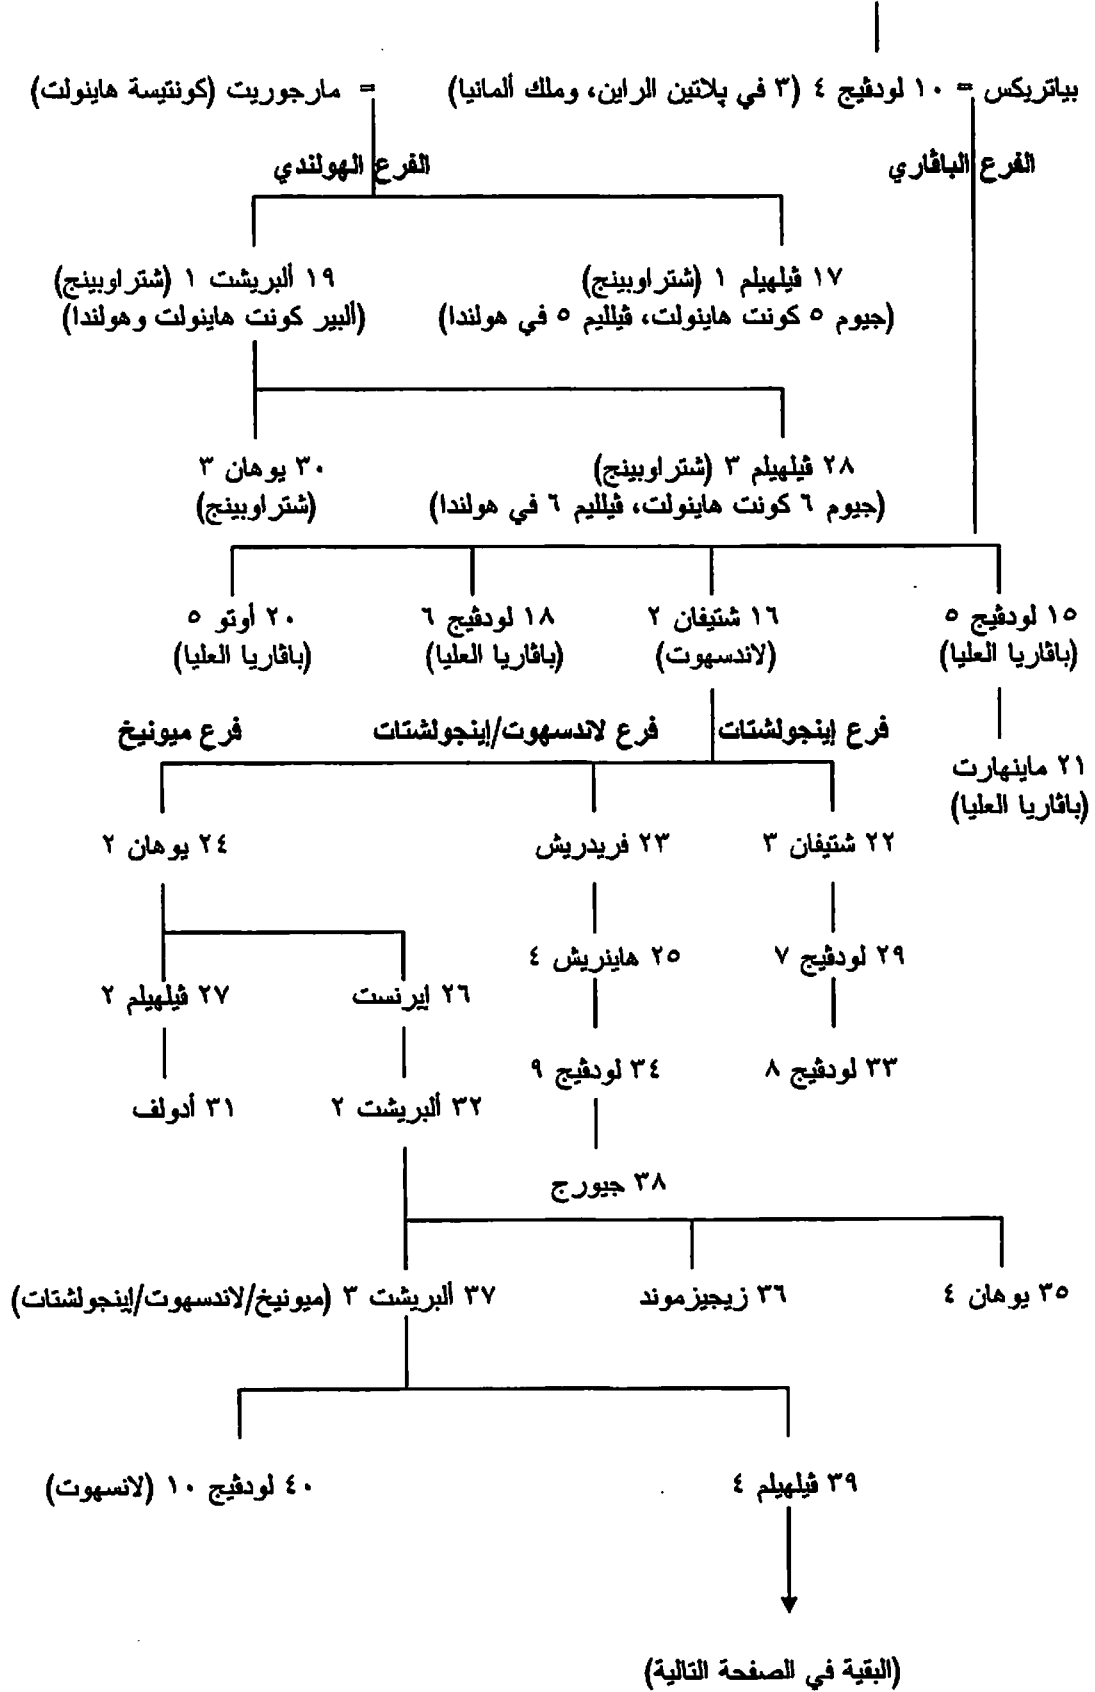 بياتريكس = ١٠ لودڤيج ٤ (٣ في پلاتين الراين، وملك ألمانيا) = مارجوريت (كونتيسة هاينولت)
الفرع الباڤاري
الفرع الهولندي
١٧ ڤيلهيلم ١ (شتراوبينج)
(جيوم ٥ كونت هاينولت، ڤيلليم ٥ في هولندا)
١٩ ألبريشت ١ (شتراوبينج)
(ألبير كونت هاينولت وهولندا)
٢٨ ڤيلهيلم ٣ (شتراوبينج)
(جيوم ٦ كونت هاينولت، ڤيلليم ٦ في هولندا)
٣٠ يوهان ٣
(شتراوبينج)
١٥ لودڤيج ٥
(باڤاريا العليا)
١٦ شتيفان ٢
(لاندسهوت)
١٨ لودڤيج ٦
(باڤاريا العليا)
٢٠ أوتو ٥
(باڤاريا العليا)
فرع إينجولشتات
فرع لاندسهوت/إينجولشتات
فرع ميونيخ
٢١ ماينهارت
(باڤاريا العليا)
٢٢ شتيفان ٣
٢٣ فريدريش
٢٤ يوهان ٢
٢٩ لودڤيج ٧
٢٥ هاينريش ٤
٢٦ إيرنست
٢٧ ڤيلهيلم ٢
٣٣ لودڤيج ٨
٣٤ لودڤيج ٩
٣٢ ألبريشت ٢
٣١ أدولف
٣٨ جيورج
٣٥ يوهان ٤
٣٦ زيجيزموند
٣٧ ألبريشت ٣ (ميونيخ/لاندسهوت/إينجولشتات)
٣٩ ڤيلهيلم ٤
٤٠ لودڤيج ١٠ (لانسهوت)
(البقية في الصفحة التالية)